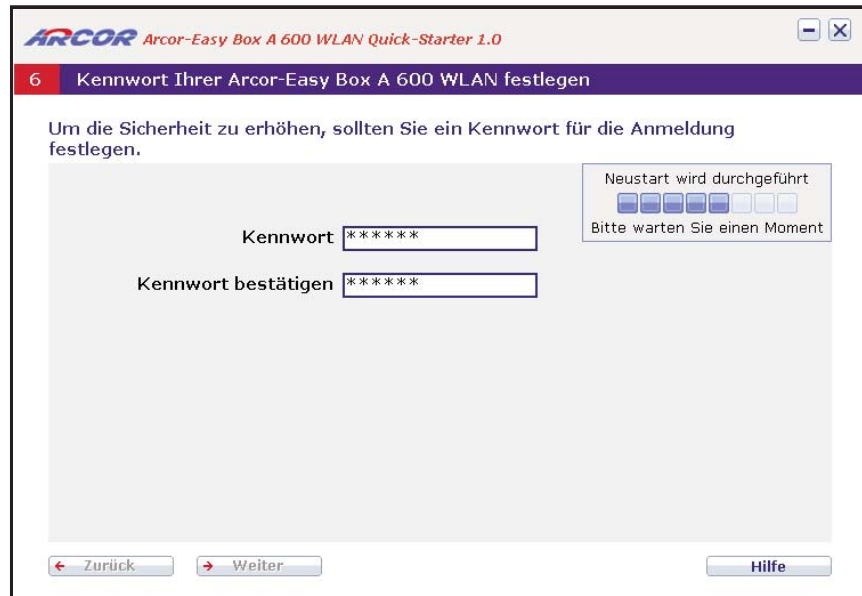 ARCOR Arcor-Easy Box A 600 WLAN Quick-Starter 1.0
6 Kennwort Ihrer Arcor-Easy Box A 600 WLAN festlegen
Um die Sicherheit zu erhöhen, sollten Sie ein Kennwort für die Anmeldung
festlegen.
Neustart wird durchgeführt
Bitte warten Sie einen Moment
Kennwort ******
Kennwort bestätigen ******
Zurück Weiter Hilfe